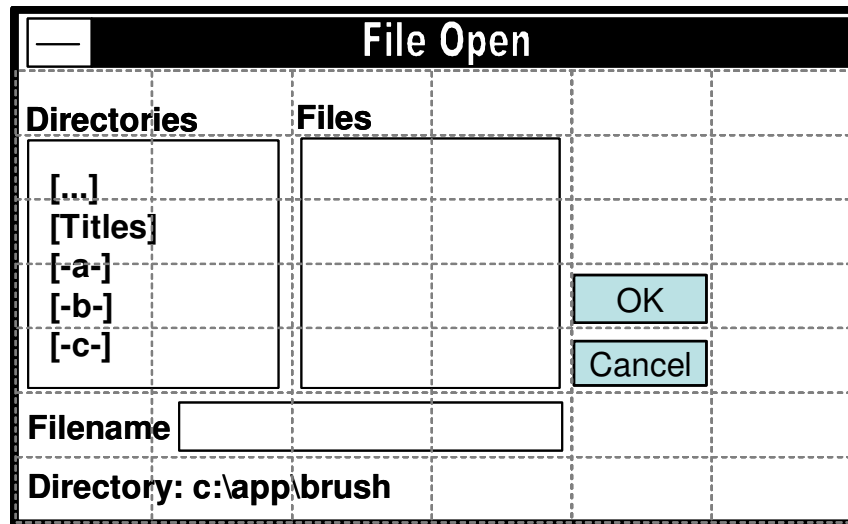 File Open
Directories
Files
[...]
[Titles]
[-a-]
[-b-]
[-c-]
OK
Cancel
Filename
Directory: c:\app\brush